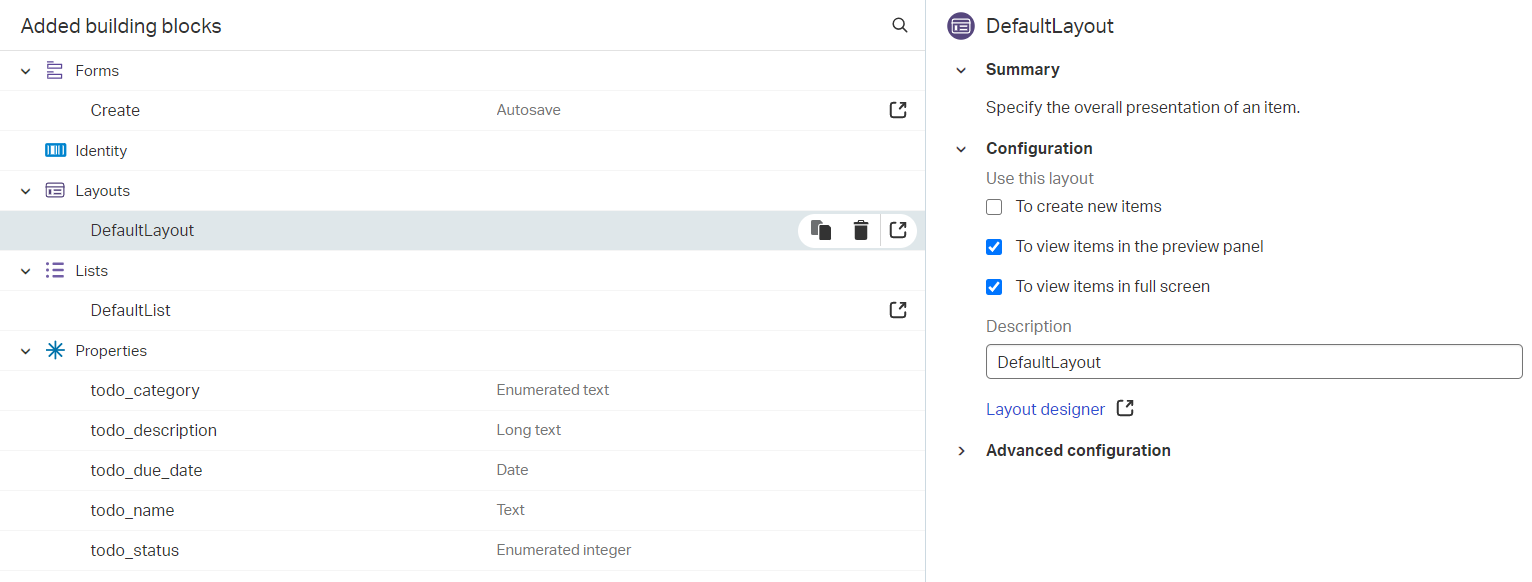 Added building blocks
Forms
Create Autosave
Identity
Layouts
DefaultLayout
Lists
DefaultList
Properties
todo_category Enumerated text
todo_description Long text
todo_due_date Date
todo_name Text
todo_status Enumerated integer
DefaultLayout
Summary
Specify the overall presentation of an item.
Configuration
Use this layout
To create new items
To view items in the preview panel
To view items in full screen
Description
DefaultLayout
Layout designer
Advanced configuration